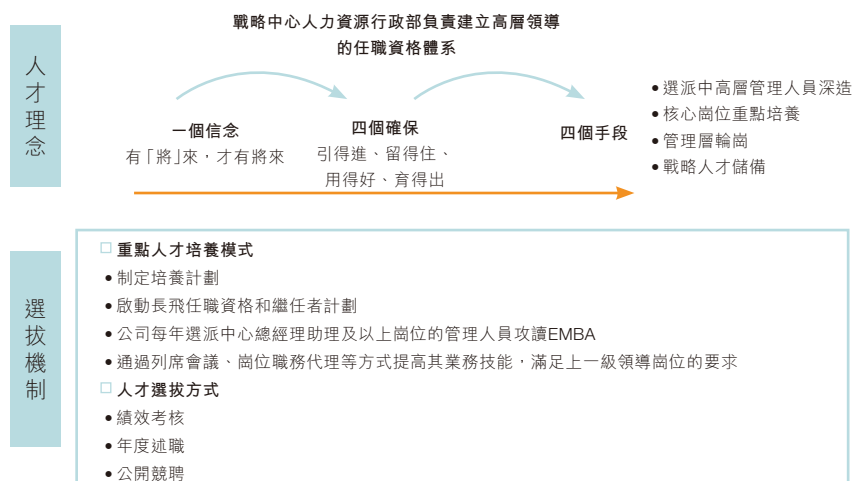 人才理念
戰略中心人力資源行政部負責建立高層領導
的任職資格體系
一個信念
有「將」來，才有將來
四個確保
引得進、留得住、
用得好、育得出
四個手段
•選派中高層管理人員深造
•核心崗位重點培養
•管理層輪崗
•戰略人才儲備
選拔機制
□ 重點人才培養模式
•制定培養計劃
•啟動長飛任職資格和繼任者計劃
•公司每年選派中心總經理助理及以上崗位的管理人員攻讀EMBA
•通過列席會議、崗位職務代理等方式提高其業務技能，滿足上一級領導崗位的要求
□ 人才選拔方式
•績效考核
•年度述職
•公開競聘